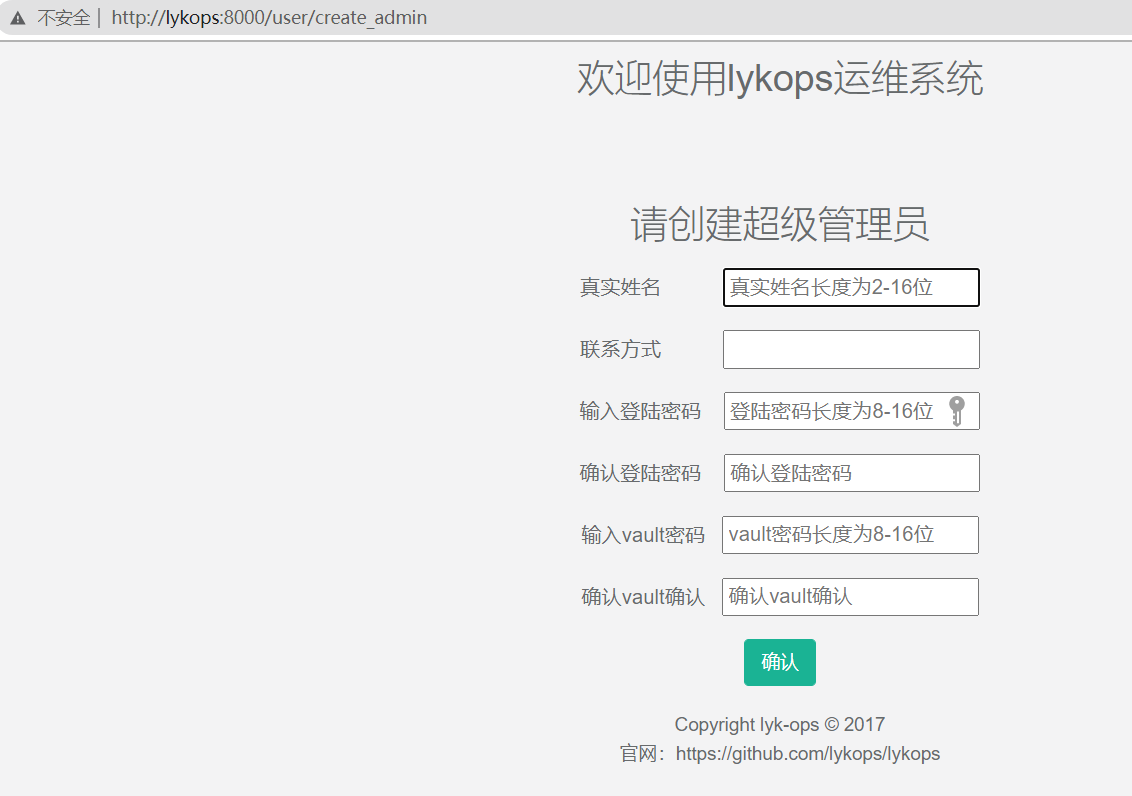 不安全 | http://lykops:8000/user/create_admin
欢迎使用lykops运维系统
请创建超级管理员
真实姓名 真实姓名长度为2-16位
联系方式
输入登陆密码 登陆密码长度为8-16位
确认登陆密码 确认登陆密码
输入vault密码 vault密码长度为8-16位
确认vault确认 确认vault确认
确认
Copyright lyk-ops © 2017
官网：https://github.com/lykops/lykops